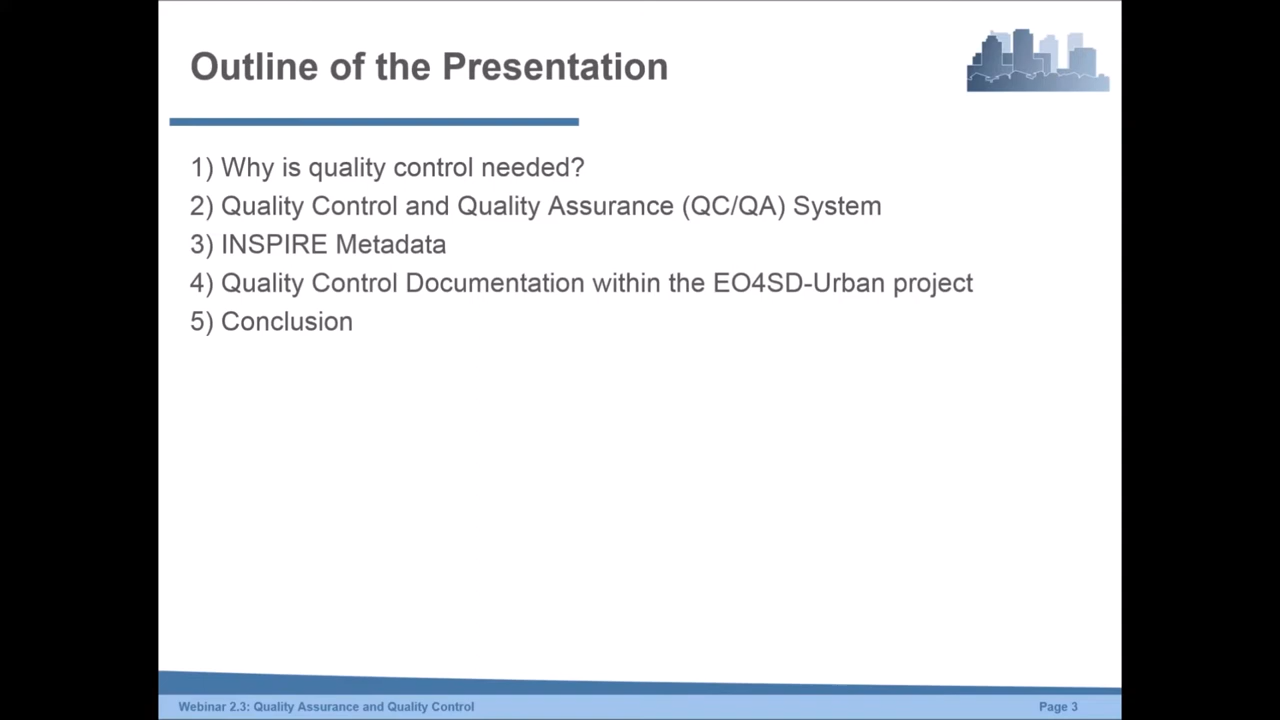 Outline of the Presentation
1) Why is quality control needed?
2) Quality Control and Quality Assurance (QC/QA) System
3) INSPIRE Metadata
4) Quality Control Documentation within the EO4SD-Urban project
5) Conclusion
Webinar 2.3: Quality Assurance and Quality Control
Page 3